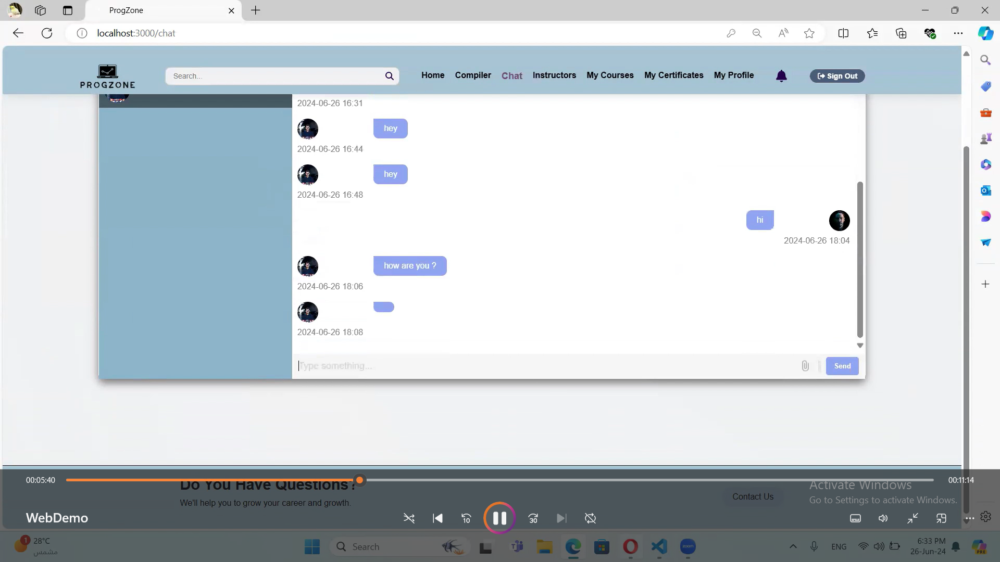 ProgZone
localhost:3000/chat
PROGZONE
Search...
Home Compiler Chat Instructors My Courses My Certificates My Profile
Sign Out
2024-06-26 16:31
hey
2024-06-26 16:44
hey
2024-06-26 16:48
hi
2024-06-26 18:04
how are you ?
2024-06-26 18:06
2024-06-26 18:08
Type something...
Send
00:05:40
00:11:14
Do You Have Questions?
We'll help you to grow your career and growth.
Contact Us
Activate Windows
Go to Settings to activate Windows.
WebDemo
10
30
1
28°C
مشمس
Search
zoom
ENG
6:33 PM
26-Jun-24
PRE